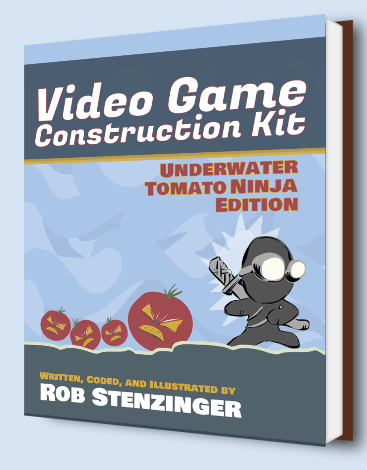 Video Game
Construction Kit
Underwater
Tomato Ninja
Edition
Written, Coded, and Illustrated by
Rob Stenzinger